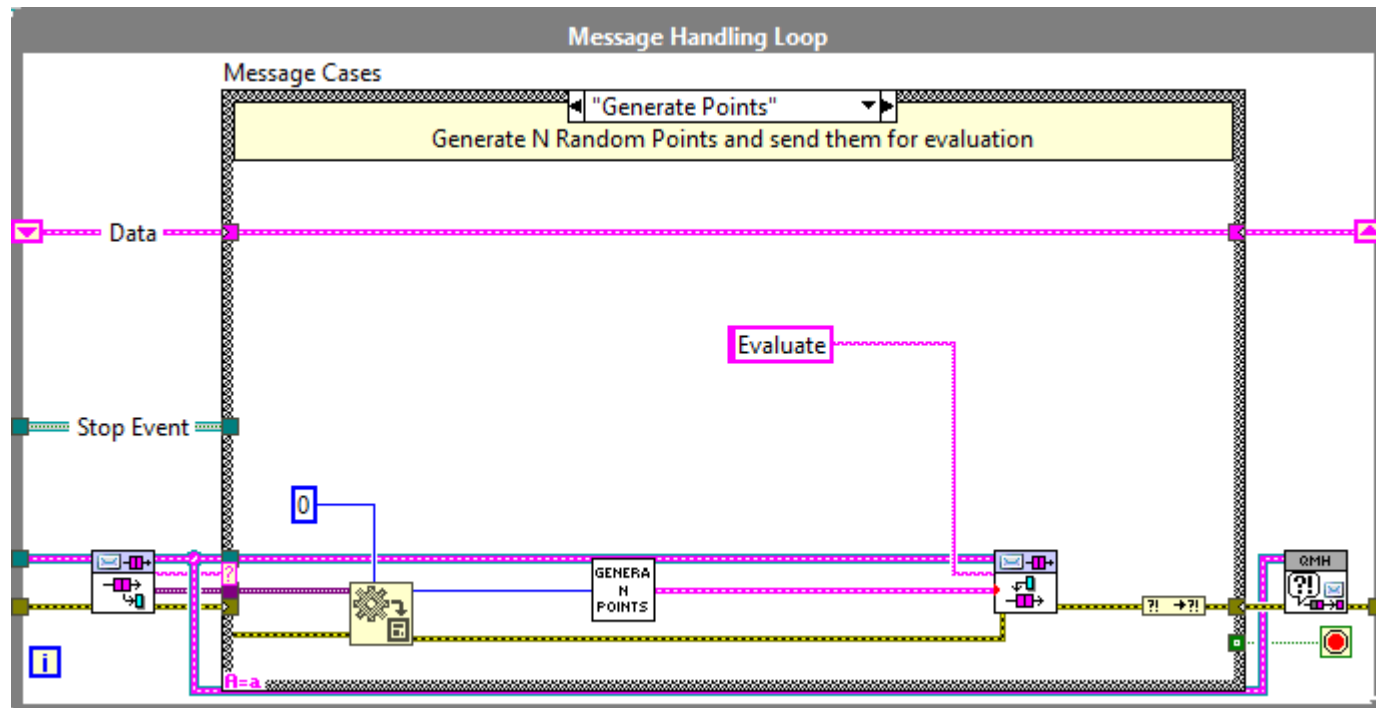 Message Handling Loop
Message Cases
"Generate Points"
Generate N Random Points and send them for evaluation
Data
Evaluate
Stop Event
0
?
GENERA
N
POINTS
QMH
?!
?! ?!
i
A=a